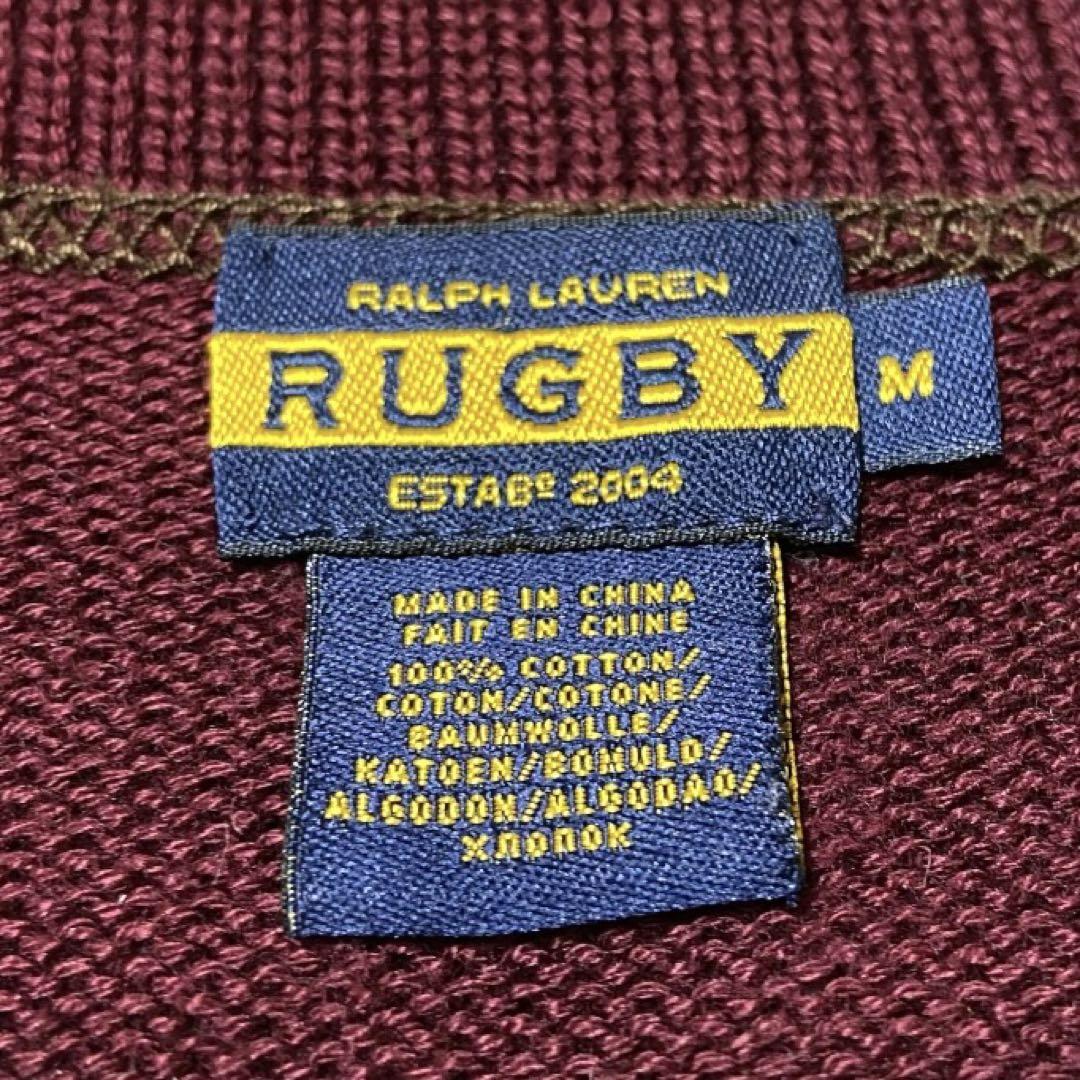 RALPH LAUREN
RUGBY
M
ESTABº 2004
MADE IN CHINA
FAIT EN CHINE
100% COTTON/
COTON/COTONE/
BAUMWOLLE/
KATOEN/BOMULD/
ALGODON/ALGODAO/
ХЛОПОК